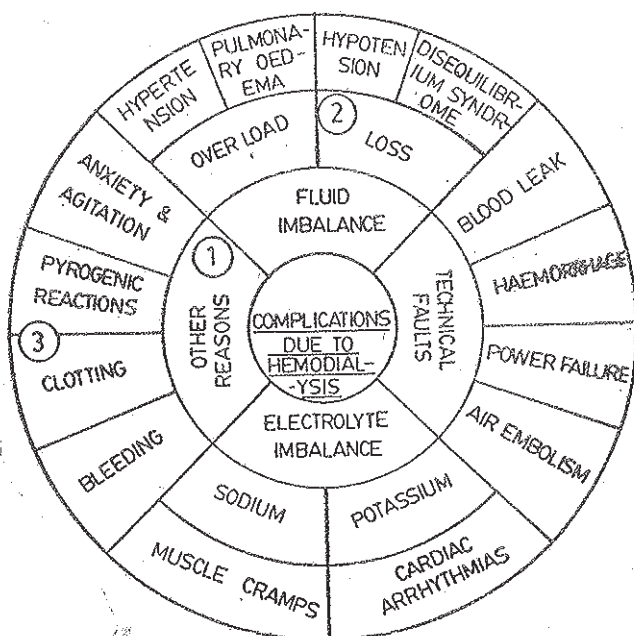 HYPERTE
NSION
PULMONA-
RY OED-
EMA
HYPOTEN
SION
DISEQUILIBR-
IUM SYNDR-
OME
OVER LOAD
2
LOSS
ANXIETY &
AGITATION
FLUID
IMBALANCE
BLOOD LEAK
1
PYROGENIC
REACTIONS
HAEMORRHAGE
OTHER
REASONS
COMPLICATIONS
DUE TO
HEMODIAL-
-YSIS
TECHNICAL
FAULTS
3
CLOTTING
POWER FAILURE
ELECTROLYTE
IMBALANCE
BLEEDING
AIR EMBOLISM
SODIUM
POTASSIUM
MUSCLE CRAMPS
CARDIAC
ARRHYTHMIAS